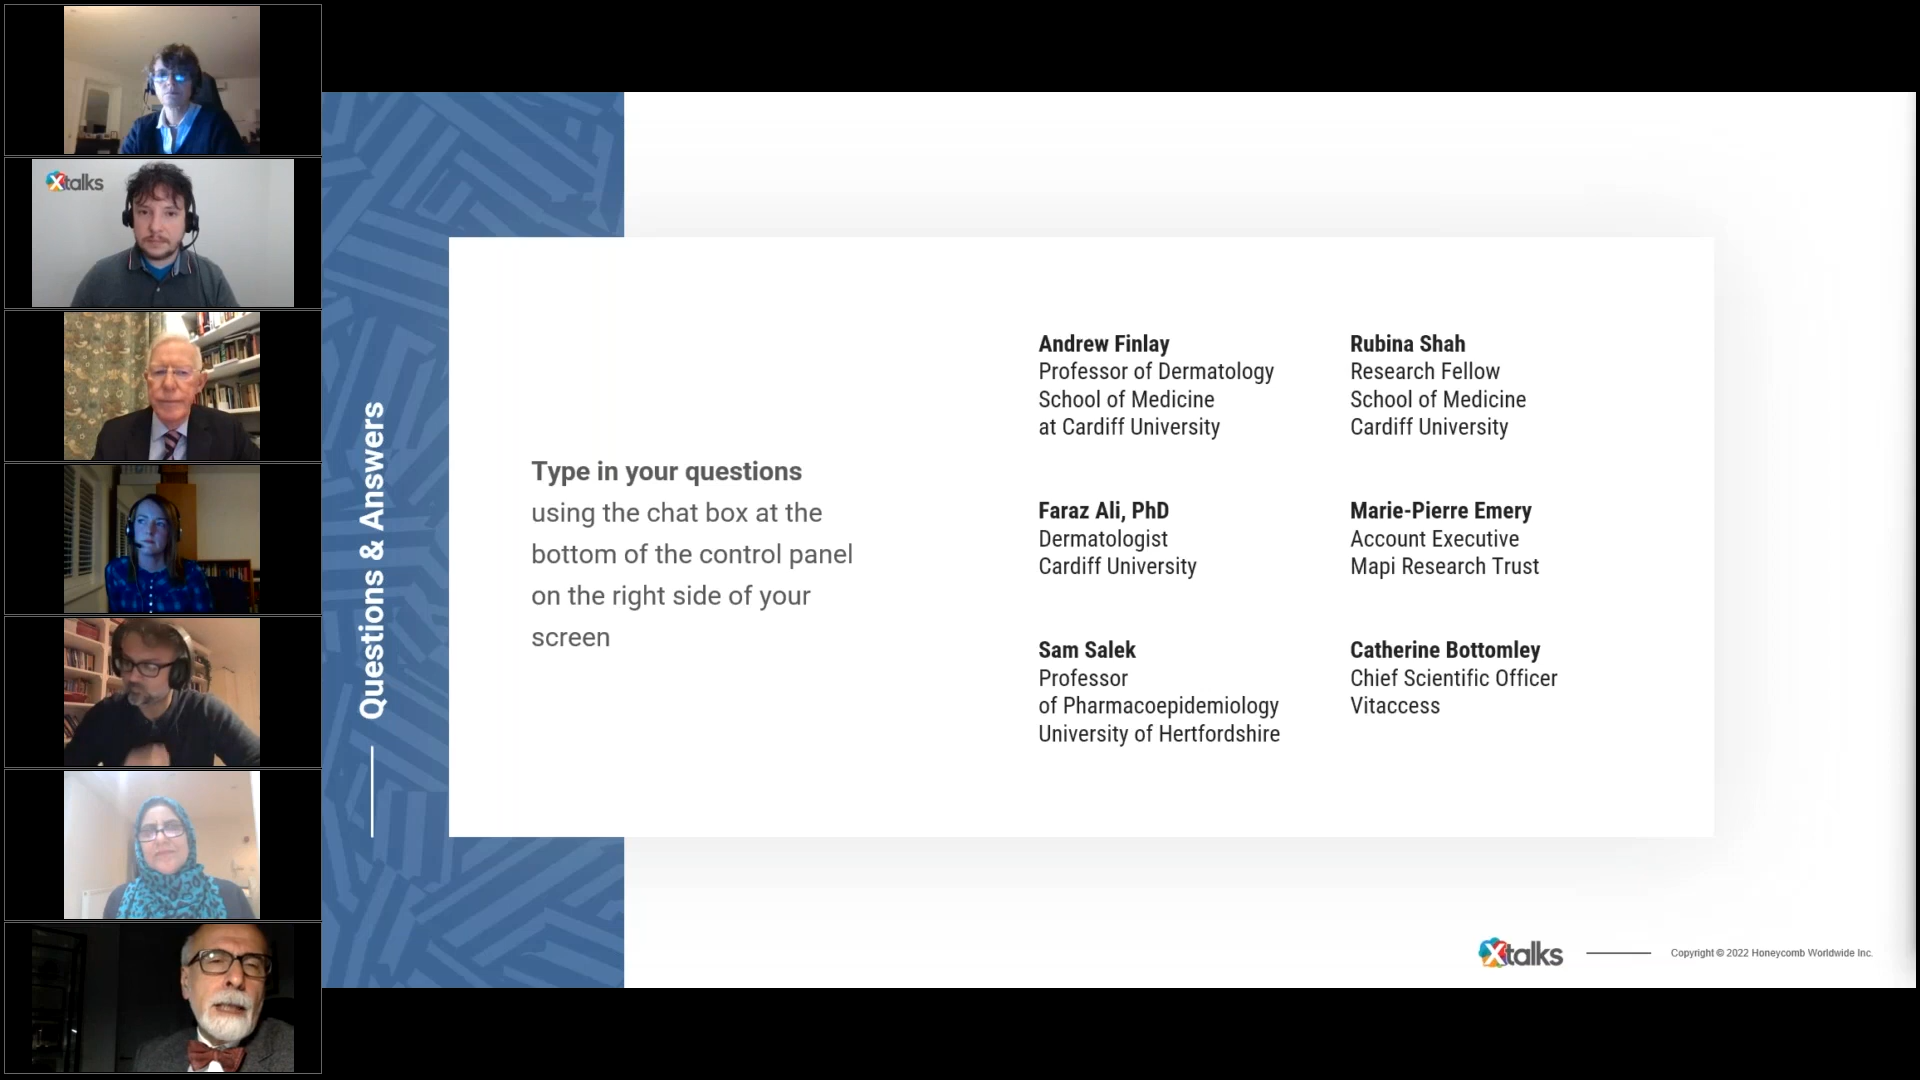 Xtalks
Questions & Answers
Type in your questions
using the chat box at the
bottom of the control panel
on the right side of your
screen
Andrew Finlay
Professor of Dermatology
School of Medicine
at Cardiff University
Rubina Shah
Research Fellow
School of Medicine
Cardiff University
Faraz Ali, PhD
Dermatologist
Cardiff University
Marie-Pierre Emery
Account Executive
Mapi Research Trust
Sam Salek
Professor
of Pharmacoepidemiology
University of Hertfordshire
Catherine Bottomley
Chief Scientific Officer
Vitaccess
Xtalks
Copyright © 2022 Honeycomb Worldwide Inc.